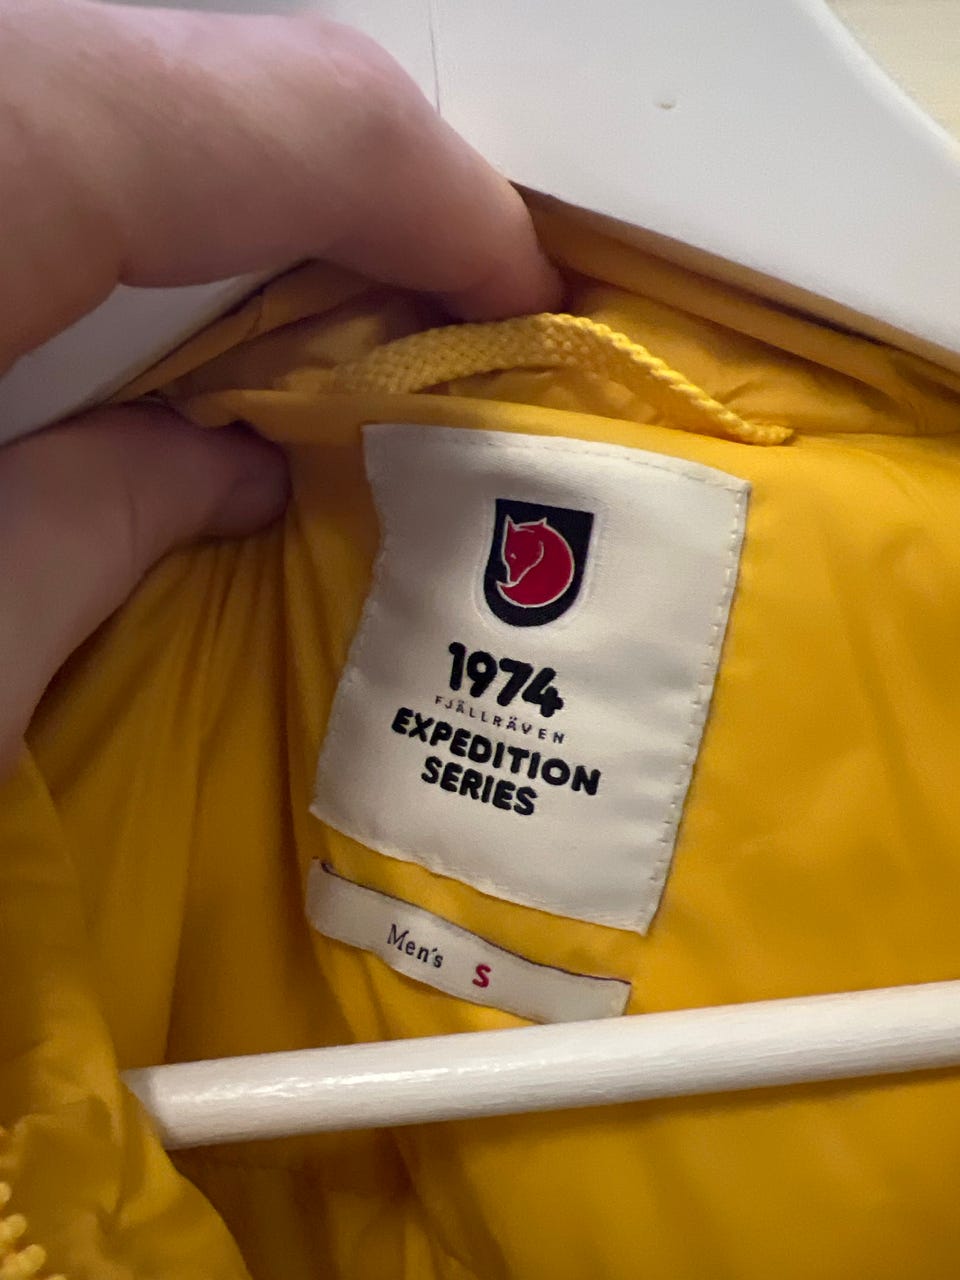 1974
FJÄLLRÄVEN
EXPEDITION
SERIES
Men's S